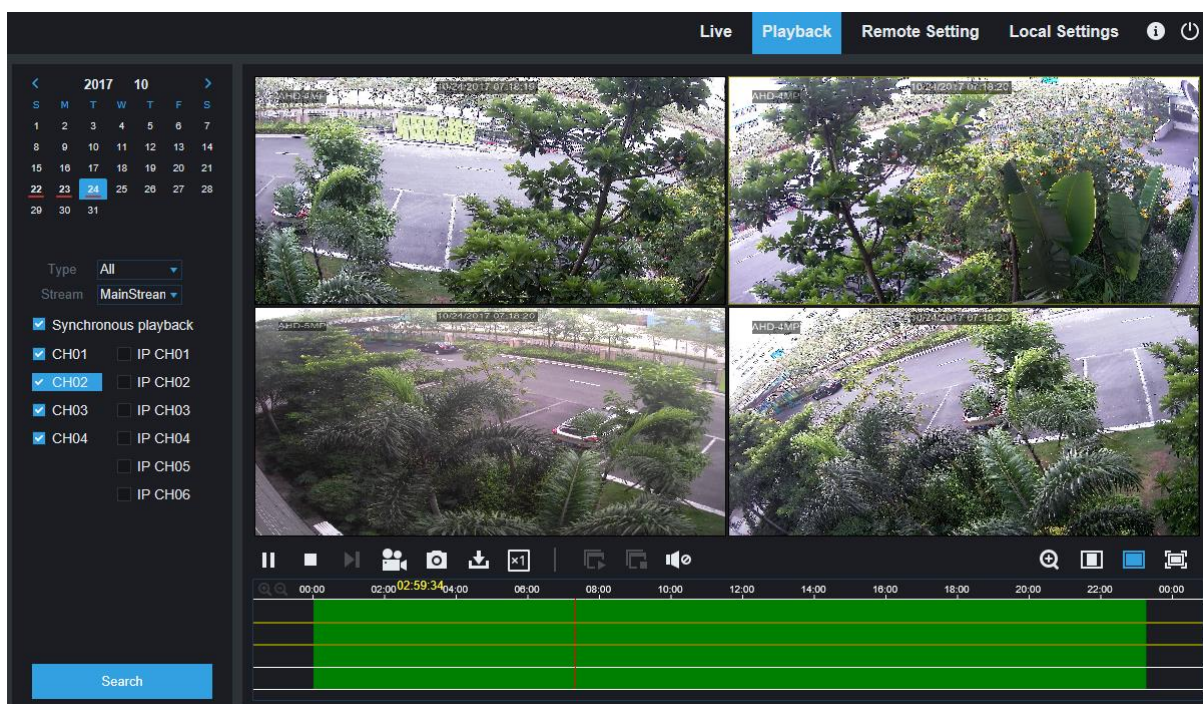 Live Playback Remote Setting Local Settings
2017 10
S M T W T F S
1 2 3 4 5 6 7
8 9 10 11 12 13 14
15 16 17 18 19 20 21
22 23 24 25 26 27 28
29 30 31
Type All
Stream MainStrean
Synchronous playback
CH01 IP CH01
CH02 IP CH02
CH03 IP CH03
CH04 IP CH04
IP CH05
IP CH06
Search
AHD-4MP 10/24/2017 07:18:19
AHD-4MP 10/24/2017 07:18:20
AHD-5MP 10/24/2017 07:18:20
AHD-4MP 10/24/2017 07:18:20
×1
00:00 02:00 02:59:34 04:00 06:00 08:00 10:00 12:00 14:00 16:00 18:00 20:00 22:00 00:00